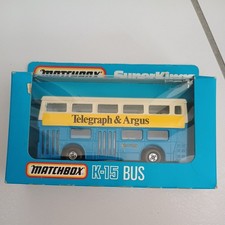 MATCHBOX SuperKings
Telegraph & Argus
MATCHBOX K-15 BUS